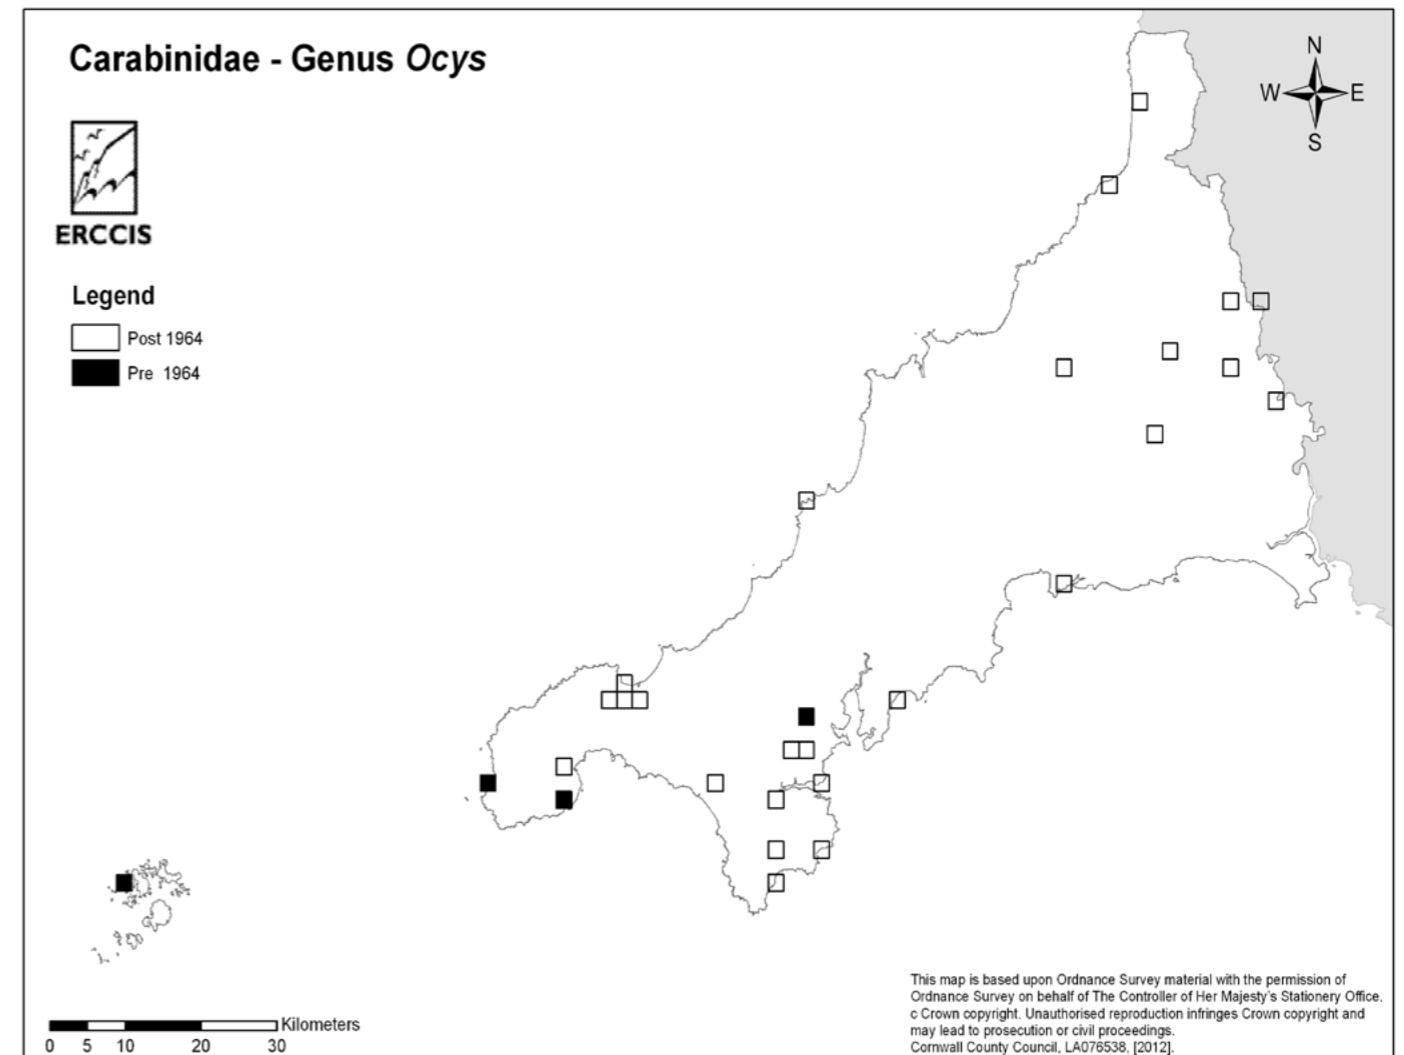 Carabinidae - Genus Ocys
N
W E
S
ERCCIS
Legend
Post 1964
Pre 1964
Kilometers
0 5 10 20 30
This map is based upon Ordnance Survey material with the permission of
Ordnance Survey on behalf of The Controller of Her Majesty's Stationery Office.
c Crown copyright. Unauthorised reproduction infringes Crown copyright and
may lead to prosecution or civil proceedings.
Cornwall County Council, LA076538, [2012].